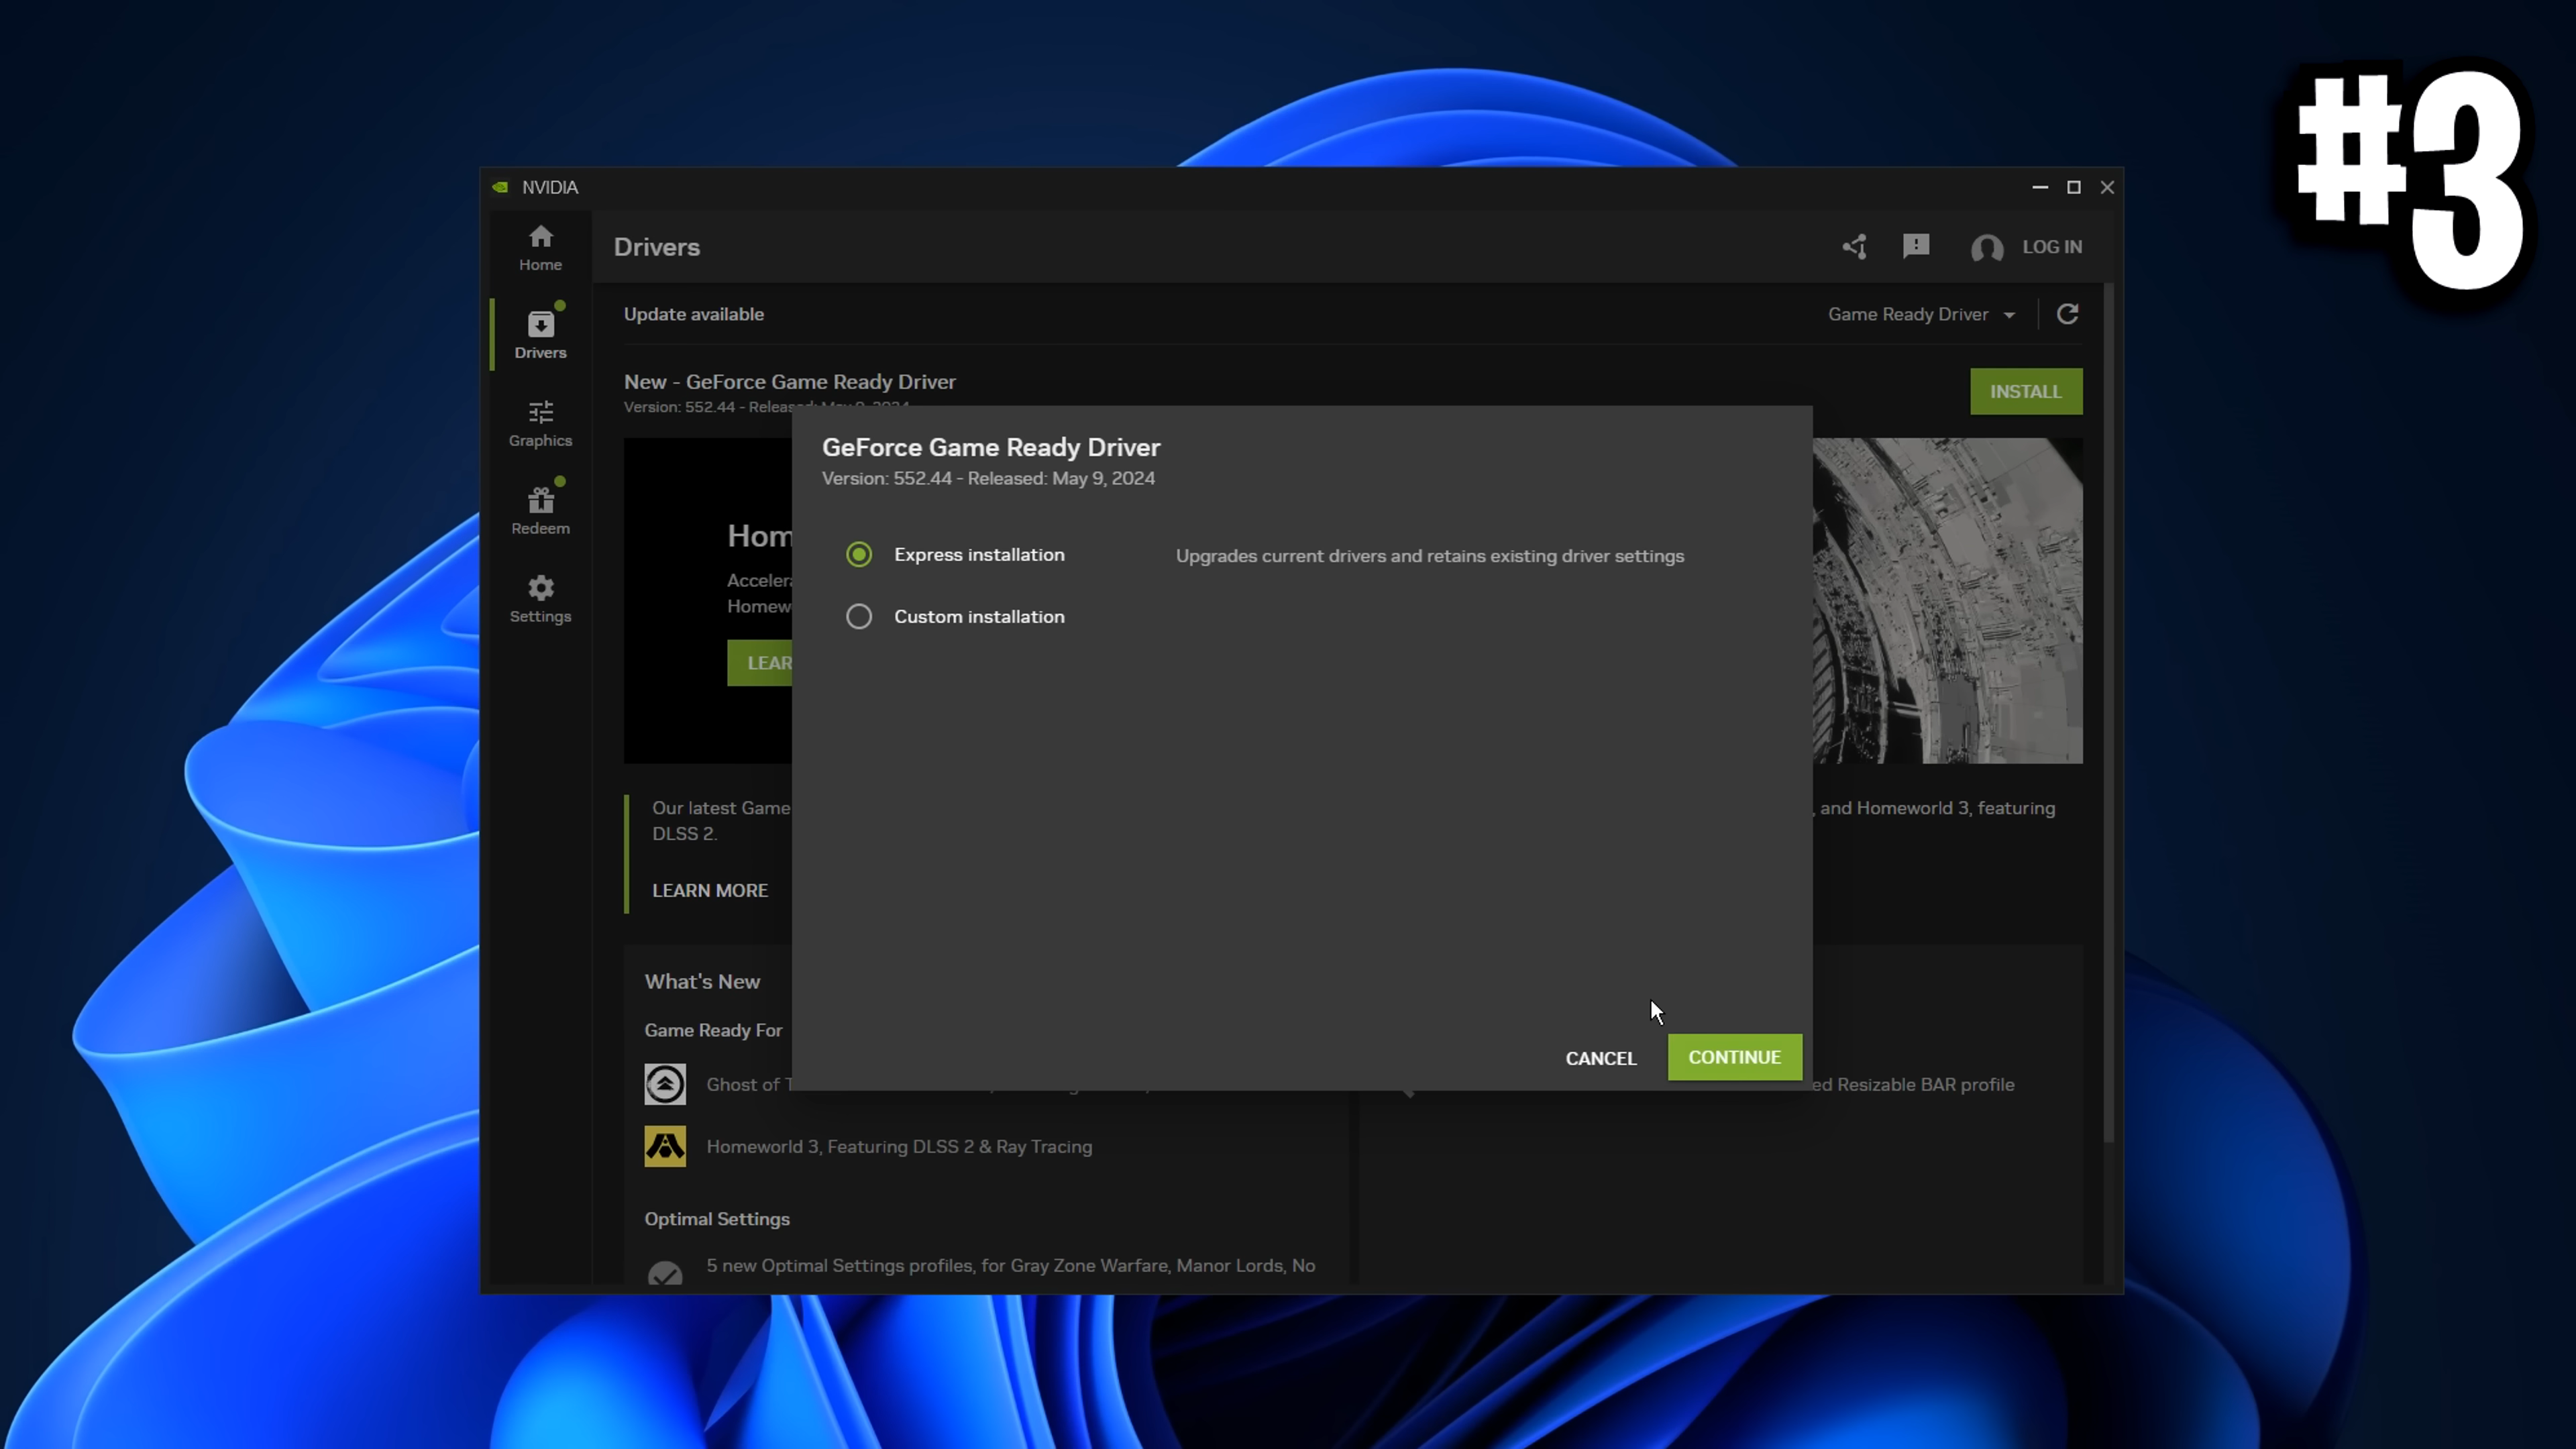 #3
NVIDIA
Home
Drivers
Graphics
Redeem
Settings
Drivers
LOG IN
Update available
Game Ready Driver
New - GeForce Game Ready Driver
Version: 552.44 - Released: May 9, 2024
INSTALL
GeForce Game Ready Driver
Version: 552.44 - Released: May 9, 2024
Express installation
Upgrades current drivers and retains existing driver settings
Custom installation
CANCEL
CONTINUE
Our latest Game
, and Homeworld 3, featuring
DLSS 2.
LEARN MORE
What's New
Game Ready For
Ghost of
ed Resizable BAR profile
Homeworld 3, Featuring DLSS 2 & Ray Tracing
Optimal Settings
5 new Optimal Settings profiles, for Gray Zone Warfare, Manor Lords, No